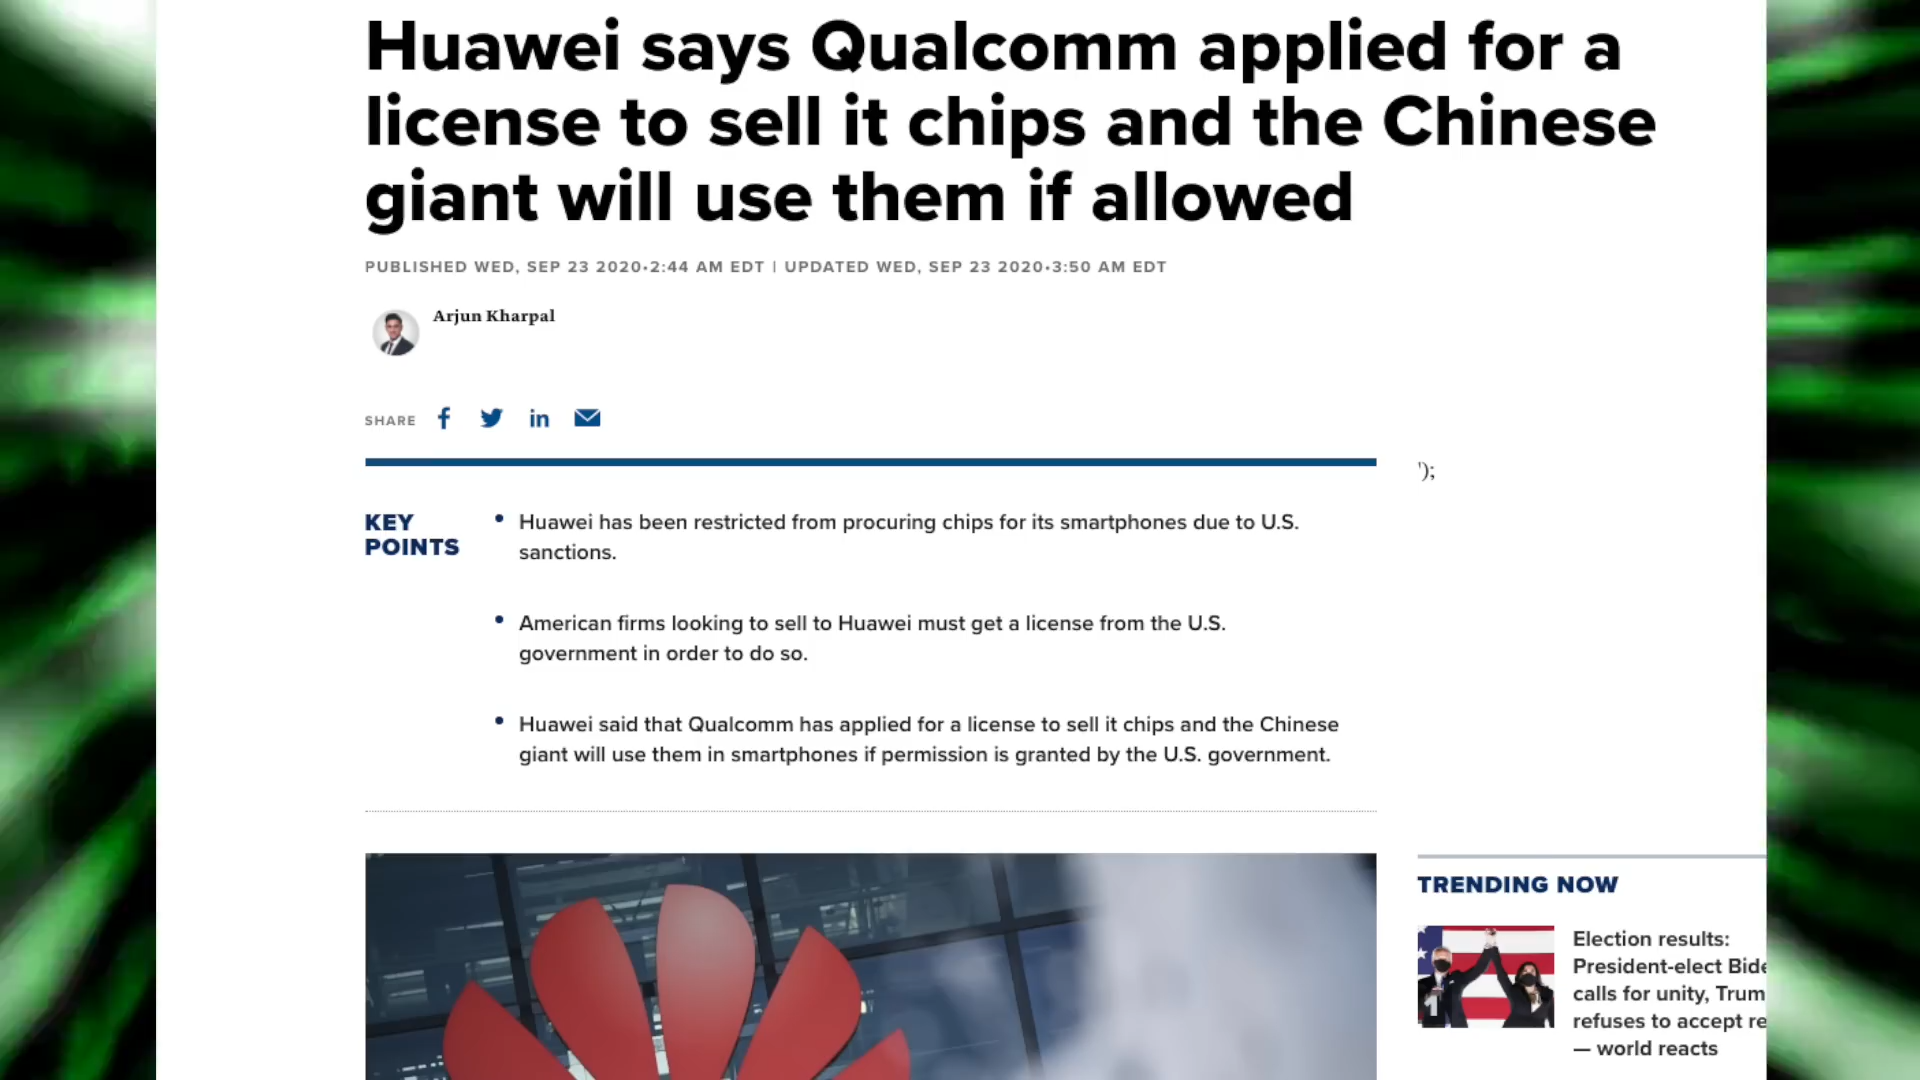 Huawei says Qualcomm applied for a
license to sell it chips and the Chinese
giant will use them if allowed
PUBLISHED WED, SEP 23 2020•2:44 AM EDT | UPDATED WED, SEP 23 2020•3:50 AM EDT
Arjun Kharpal
SHARE
');
KEY
POINTS
• Huawei has been restricted from procuring chips for its smartphones due to U.S.
sanctions.
• American firms looking to sell to Huawei must get a license from the U.S.
government in order to do so.
• Huawei said that Qualcomm has applied for a license to sell it chips and the Chinese
giant will use them in smartphones if permission is granted by the U.S. government.
TRENDING NOW
1
Election results:
President-elect Bide
calls for unity, Trum
refuses to accept re
— world reacts